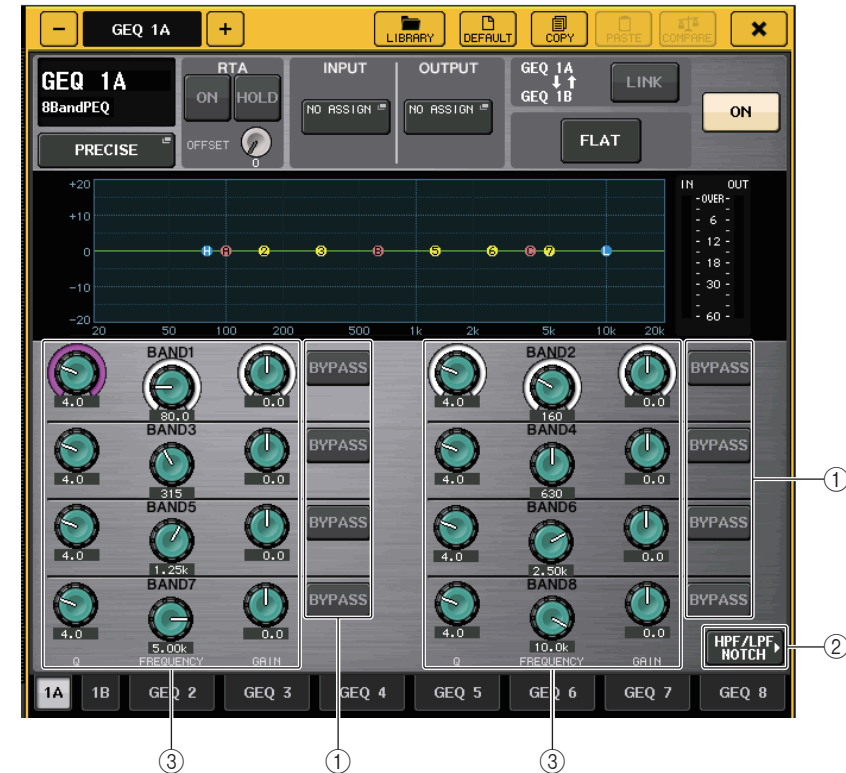 GEQ 1A
LIBRARY DEFAULT COPY PASTE COMPARE
GEQ 1A
8BandPEQ
PRECISE
RTA
ON HOLD
OFFSET
0
INPUT
NO ASSIGN
OUTPUT
NO ASSIGN
GEQ 1A
GEQ 1B
LINK
FLAT
ON
+20
+10
0
-10
-20
20 50 100 200 500 1k 2k 5k 10k 20k
H A 2 3 B 5 6 C 7 L
IN OUT
OVER
6
12
18
30
60
BAND1
4.0 80.0 0.0
BYPASS
BAND2
4.0 160 0.0
BYPASS
BAND3
4.0 315 0.0
BYPASS
BAND4
4.0 630 0.0
BYPASS
BAND5
4.0 1.25k 0.0
BYPASS
BAND6
4.0 2.50k 0.0
BYPASS
BAND7
4.0 5.00k 0.0
BYPASS
BAND8
4.0 10.0k 0.0
BYPASS
Q FREQUENCY GAIN
Q FREQUENCY GAIN
HPF/LPF
NOTCH
1A 1B GEQ 2 GEQ 3 GEQ 4 GEQ 5 GEQ 6 GEQ 7 GEQ 8
①
②
③ ① ③